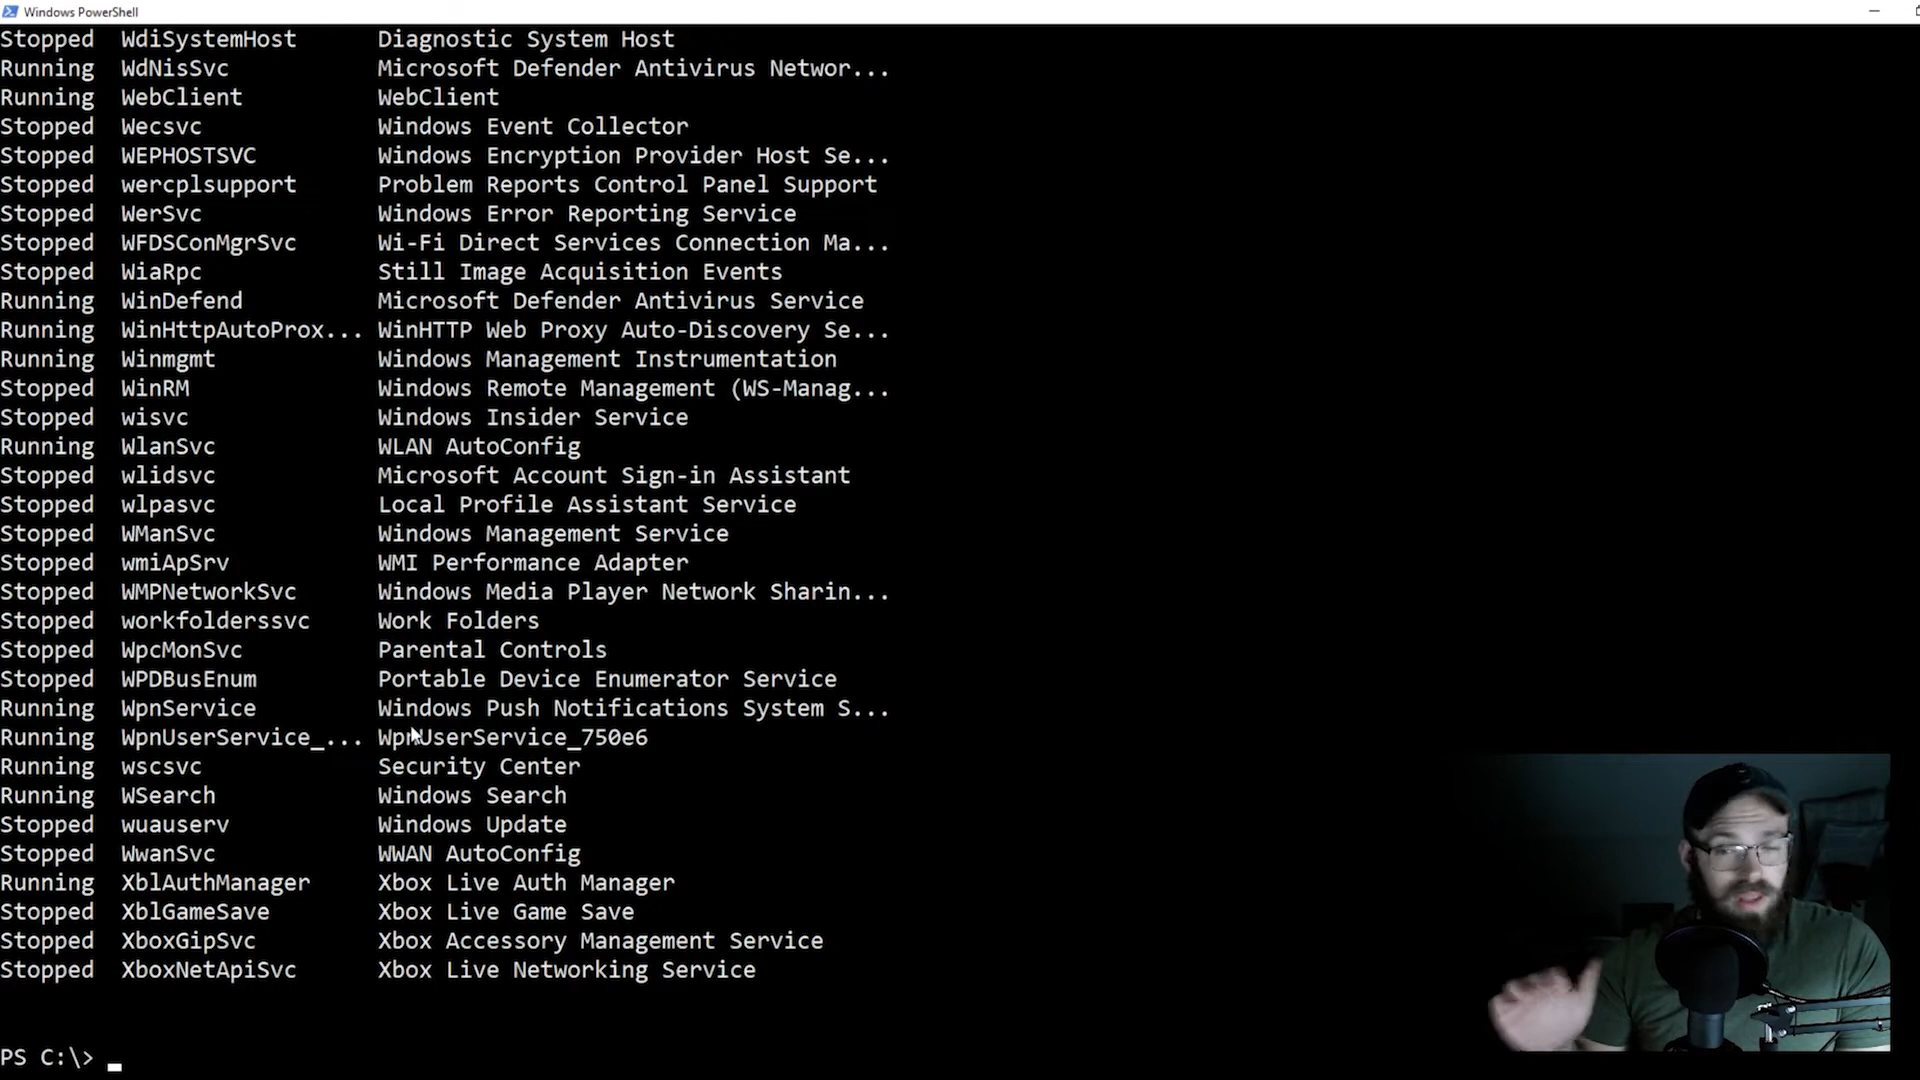 Windows PowerShell
Stopped WdiSystemHost Diagnostic System Host
Running WdNisSvc Microsoft Defender Antivirus Networ...
Running WebClient WebClient
Stopped Wecsvc Windows Event Collector
Stopped WEPHOSTSVC Windows Encryption Provider Host Se...
Stopped wercplsupport Problem Reports Control Panel Support
Stopped WerSvc Windows Error Reporting Service
Stopped WFDSConMgrSvc Wi-Fi Direct Services Connection Ma...
Stopped WiaRpc Still Image Acquisition Events
Running WinDefend Microsoft Defender Antivirus Service
Running WinHttpAutoProx... WinHTTP Web Proxy Auto-Discovery Se...
Running Winmgmt Windows Management Instrumentation
Stopped WinRM Windows Remote Management (WS-Manag...
Stopped wisvc Windows Insider Service
Running WlanSvc WLAN AutoConfig
Stopped wlidsvc Microsoft Account Sign-in Assistant
Stopped wlpasvc Local Profile Assistant Service
Stopped WManSvc Windows Management Service
Stopped wmiApSrv WMI Performance Adapter
Stopped WMPNetworkSvc Windows Media Player Network Sharin...
Stopped workfolderssvc Work Folders
Stopped WpcMonSvc Parental Controls
Stopped WPDBusEnum Portable Device Enumerator Service
Running WpnService Windows Push Notifications System S...
Running WpnUserService_... WpnUserService_750e6
Running wscsvc Security Center
Running WSearch Windows Search
Stopped wuauserv Windows Update
Stopped WwanSvc WWAN AutoConfig
Running XblAuthManager Xbox Live Auth Manager
Stopped XblGameSave Xbox Live Game Save
Stopped XboxGipSvc Xbox Accessory Management Service
Stopped XboxNetApiSvc Xbox Live Networking Service
PS C:\>